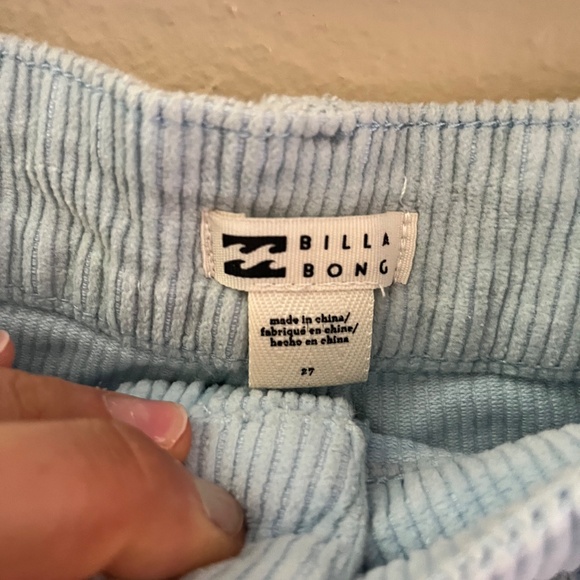 BILLA
BONG
made in china/
fabriqué en chine/
hecho en china
27